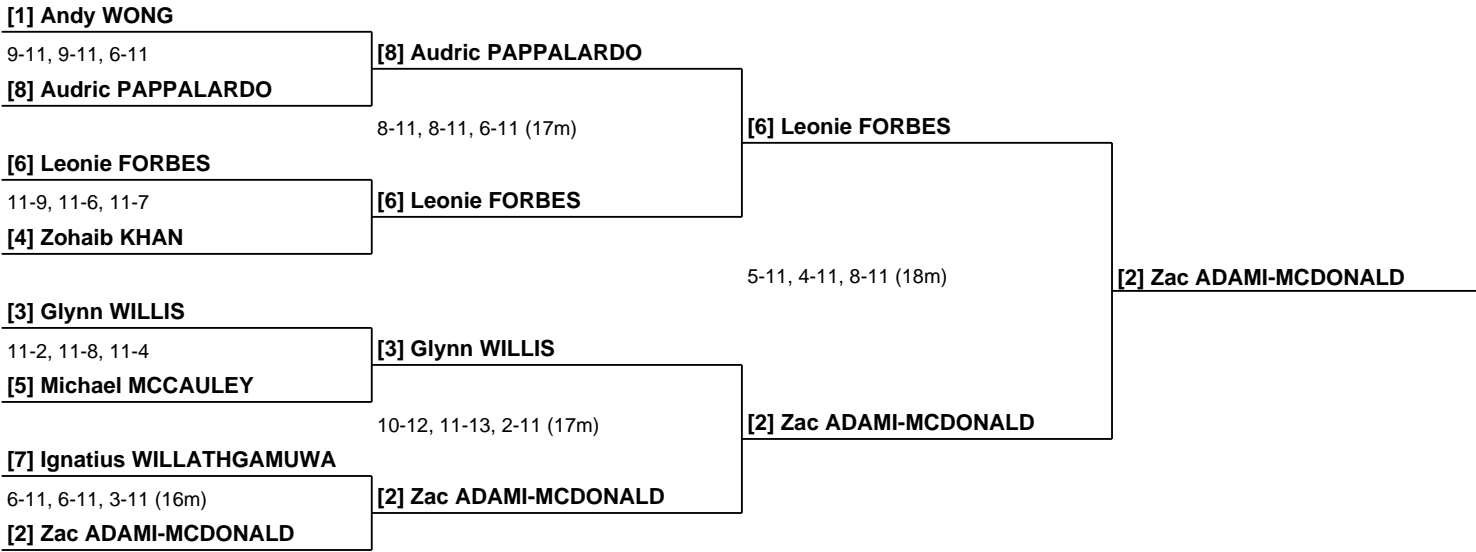 [1] Andy WONG
9-11, 9-11, 6-11
[8] Audric PAPPALARDO
[8] Audric PAPPALARDO
8-11, 8-11, 6-11 (17m)
[6] Leonie FORBES
[6] Leonie FORBES
11-9, 11-6, 11-7
[6] Leonie FORBES
[4] Zohaib KHAN
5-11, 4-11, 8-11 (18m)
[2] Zac ADAMI-MCDONALD
[3] Glynn WILLIS
11-2, 11-8, 11-4
[3] Glynn WILLIS
[5] Michael MCCAULEY
10-12, 11-13, 2-11 (17m)
[2] Zac ADAMI-MCDONALD
[7] Ignatius WILLATHGAMUWA
6-11, 6-11, 3-11 (16m)
[2] Zac ADAMI-MCDONALD
[2] Zac ADAMI-MCDONALD